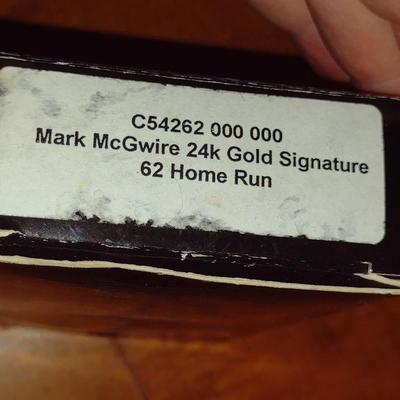 C54262 000 000
Mark McGwire 24k Gold Signature
62 Home Run